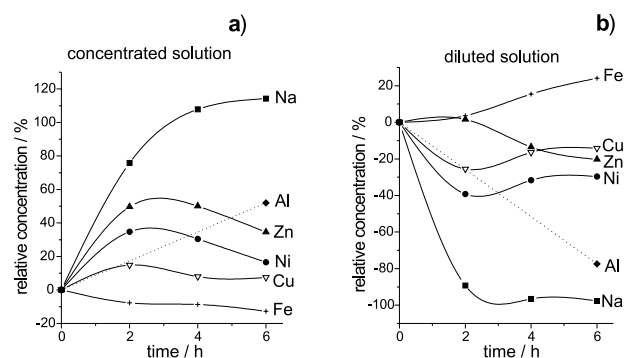 a)
concentrated solution
relative concentration / %
120
100
80
60
40
20
0
-20
0
2
4
6
time / h
Na
Al
Zn
Ni
Cu
Fe
b)
diluted solution
relative concentration / %
40
20
0
-20
-40
-60
-80
-100
0
2
4
6
time / h
Fe
Cu
Zn
Ni
Al
Na